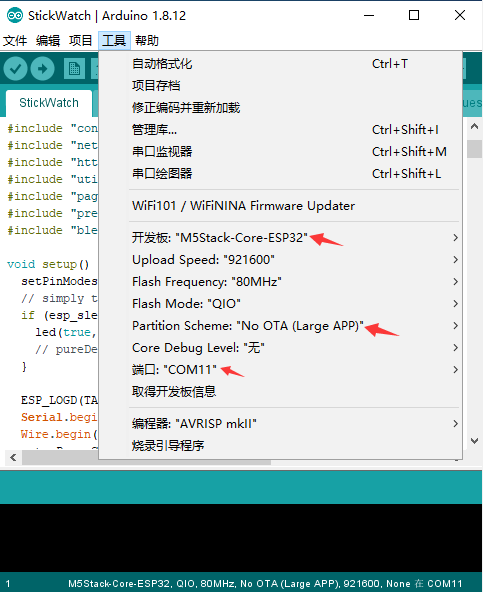 StickWatch | Arduino 1.8.12
文件 编辑 项目 工具 帮助
StickWatch
ues
自动格式化 Ctrl+T
项目存档
修正编码并重新加载
管理库... Ctrl+Shift+I
串口监视器 Ctrl+Shift+M
串口绘图器 Ctrl+Shift+L
WiFi101 / WiFiNINA Firmware Updater
开发板: "M5Stack-Core-ESP32"
Upload Speed: "921600"
Flash Frequency: "80MHz"
Flash Mode: "QIO"
Partition Scheme: "No OTA (Large APP)"
Core Debug Level: "无"
端口: "COM11"
取得开发板信息
编程器: "AVRISP mkII"
烧录引导程序
#include "con
#include "net
#include "htt
#include "uti
#include "pag
#include "pre
#include "ble
void setup()
setPinModes
// simply t
if (esp_sle
led(true,
// pureDe
}
ESP_LOGD(TA
Serial.begi
Wire.begin(
1 M5Stack-Core-ESP32, QIO, 80MHz, No OTA (Large APP), 921600, None 在 COM11